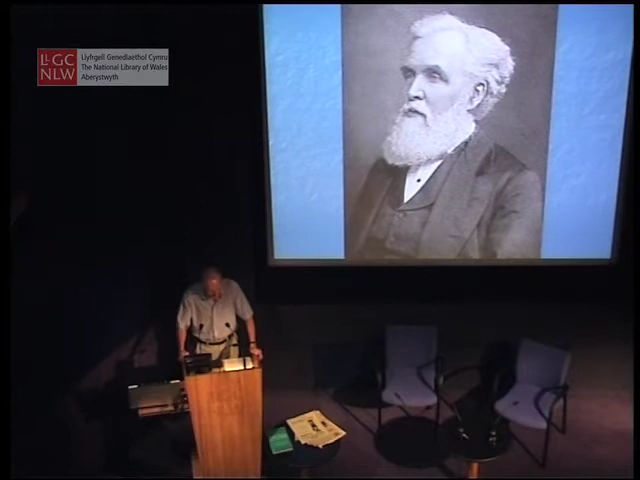 LlGC
NLW
Llyfrgell Genedlaethol Cymru
The National Library of Wales
Aberystwyth